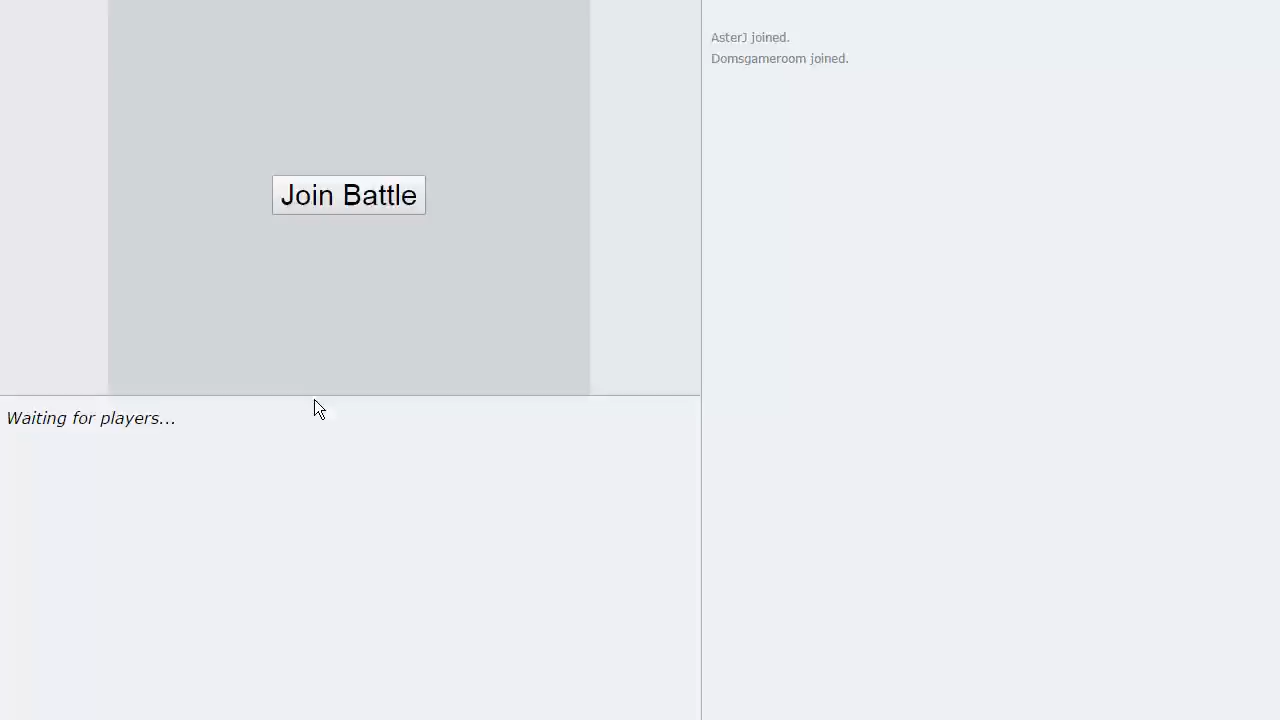 Join Battle
Waiting for players...
AsterJ joined.
Domsgameroom joined.